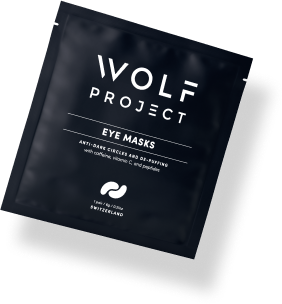 WOLF
PROJECT
EYE MASKS
ANTI-DARK CIRCLES AND DE-PUFFING
with caffeine, vitamin C, and peptides
SWITZERLAND